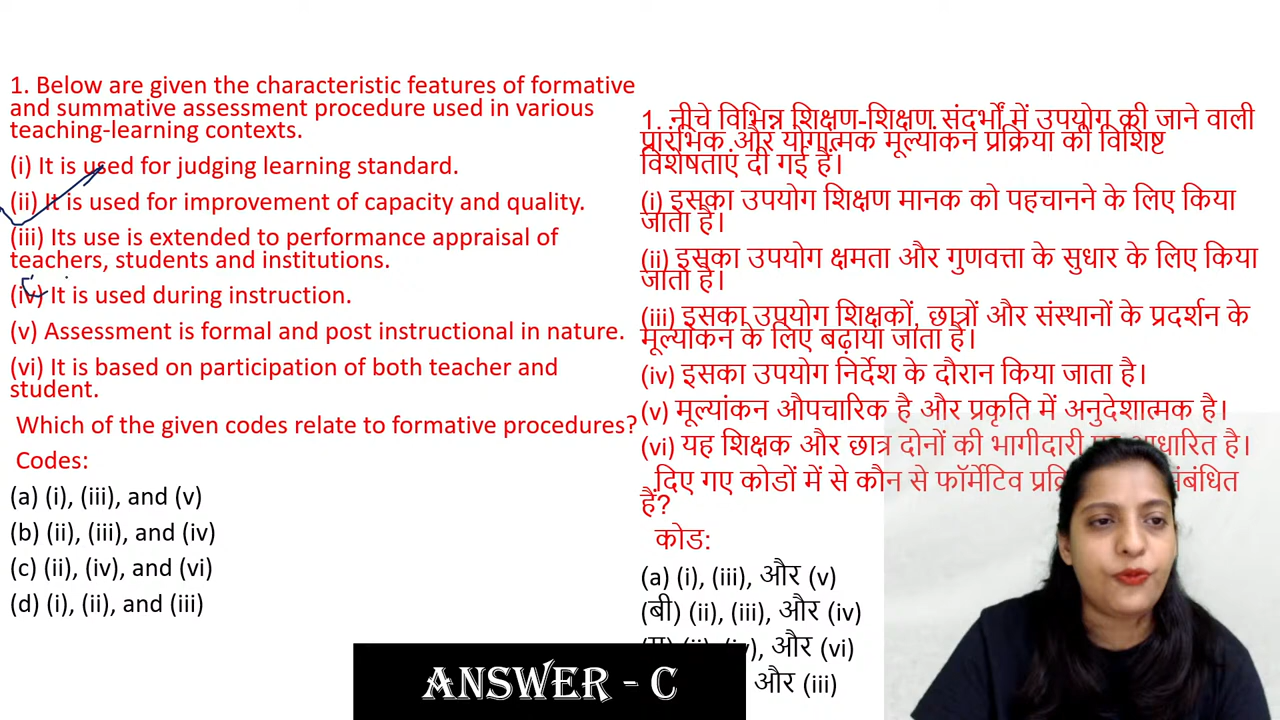 1. Below are given the characteristic features of formative
and summative assessment procedure used in various
teaching-learning contexts.
(i) It is used for judging learning standard.
(ii) It is used for improvement of capacity and quality.
(iii) Its use is extended to performance appraisal of
teachers, students and institutions.
(iv) It is used during instruction.
(v) Assessment is formal and post instructional in nature.
(vi) It is based on participation of both teacher and
student.
Which of the given codes relate to formative procedures?
Codes:
(a) (i), (iii), and (v)
(b) (ii), (iii), and (iv)
(c) (ii), (iv), and (vi)
(d) (i), (ii), and (iii)
1. नीचे विभिन्न शिक्षण-शिक्षण संदर्भों में उपयोग की जाने वाली
प्रारंभिक और योगात्मक मूल्यांकन प्रक्रिया की विशिष्ट
विशेषताएं दी गई हैं।
(i) इसका उपयोग शिक्षण मानक को पहचानने के लिए किया
जाता है।
(ii) इसका उपयोग क्षमता और गुणवत्ता के सुधार के लिए किया
जाता है।
(iii) इसका उपयोग शिक्षकों, छात्रों और संस्थानों के प्रदर्शन के
मूल्यांकन के लिए बढ़ाया जाता है।
(iv) इसका उपयोग निर्देश के दौरान किया जाता है।
(v) मूल्यांकन औपचारिक है और प्रकृति में अनुदेशात्मक है।
(vi) यह शिक्षक और छात्र दोनों की भागीदारी आधारित है।
दिए गए कोडों में से कौन से फॉर्मेटिव संबंधित
हैं?
कोड:
(a) (i), (iii), और (v)
(बी) (ii), (iii), और (iv)
और (vi)
और (iii)
ANSWER - C